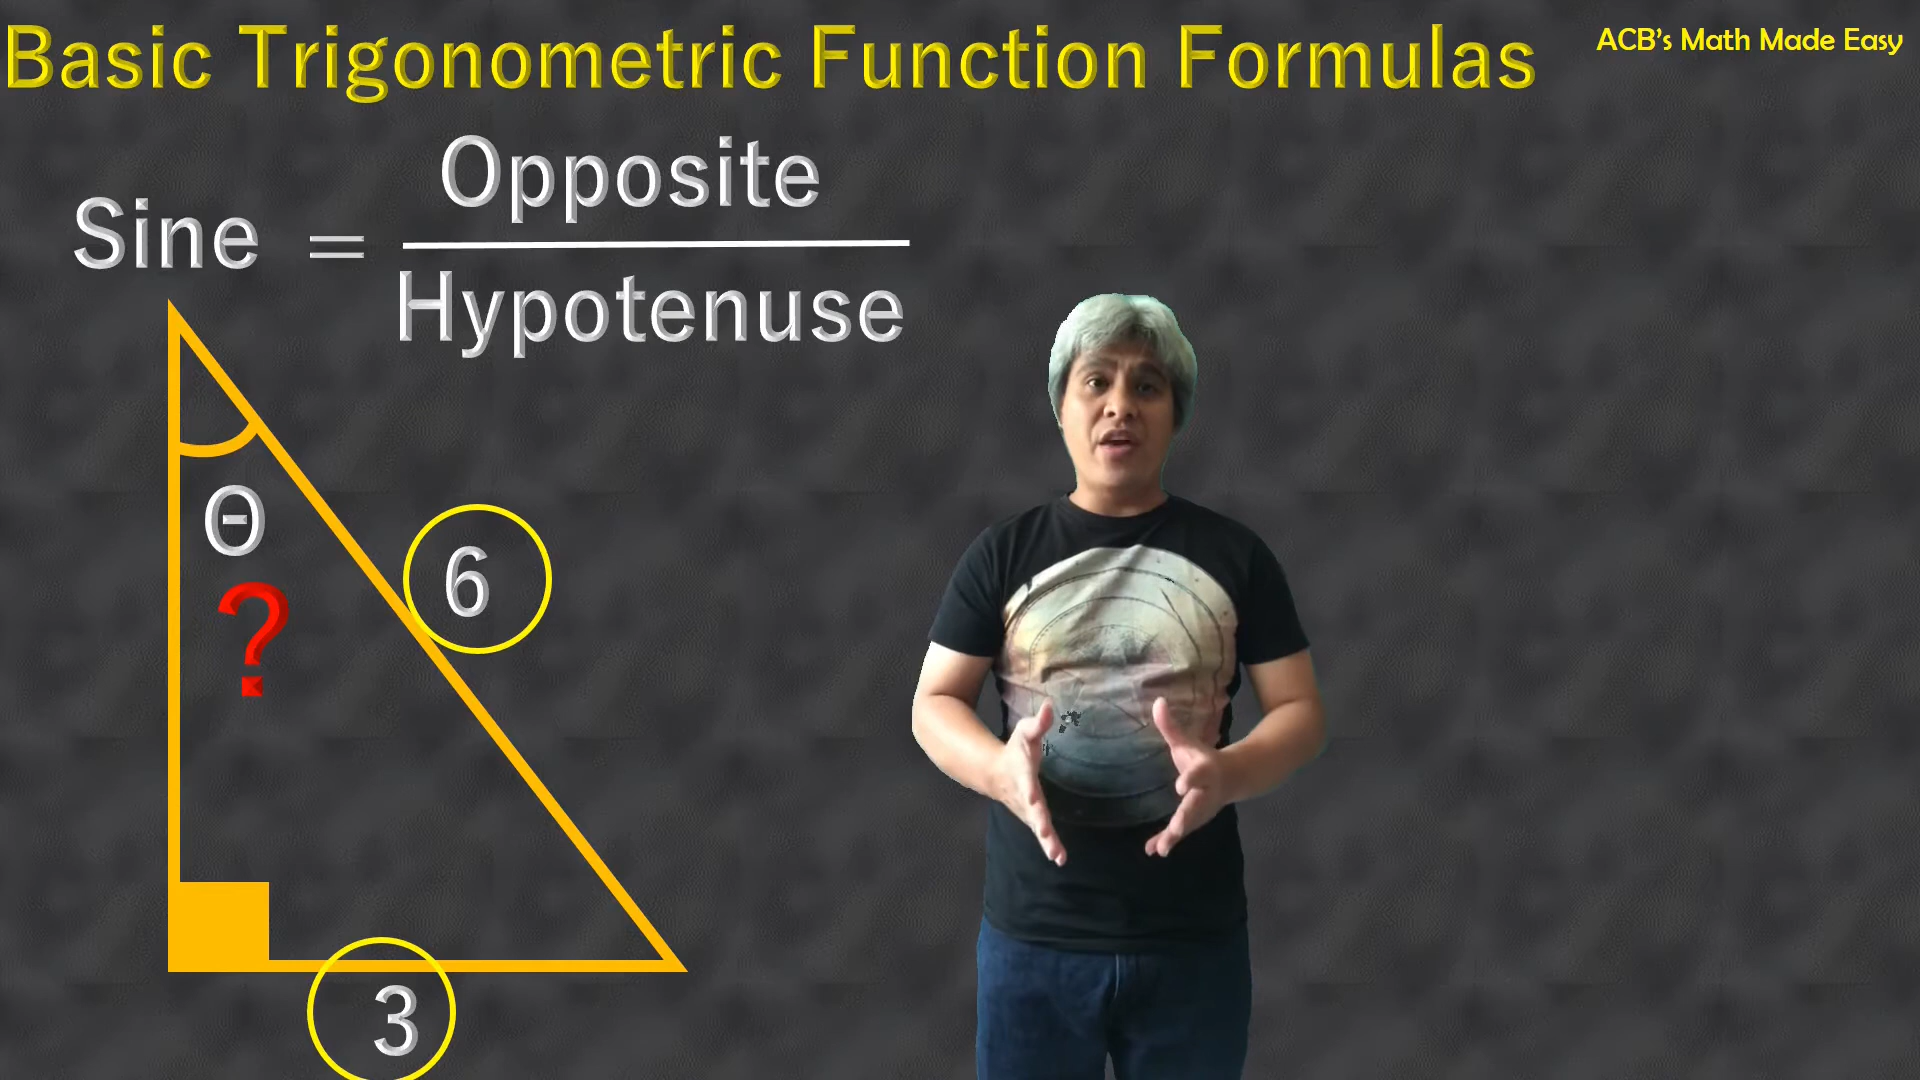 Basic Trigonometric Function Formulas
ACB's Math Made Easy
Opposite
Sine =
Hypotenuse
Θ
?
6
3